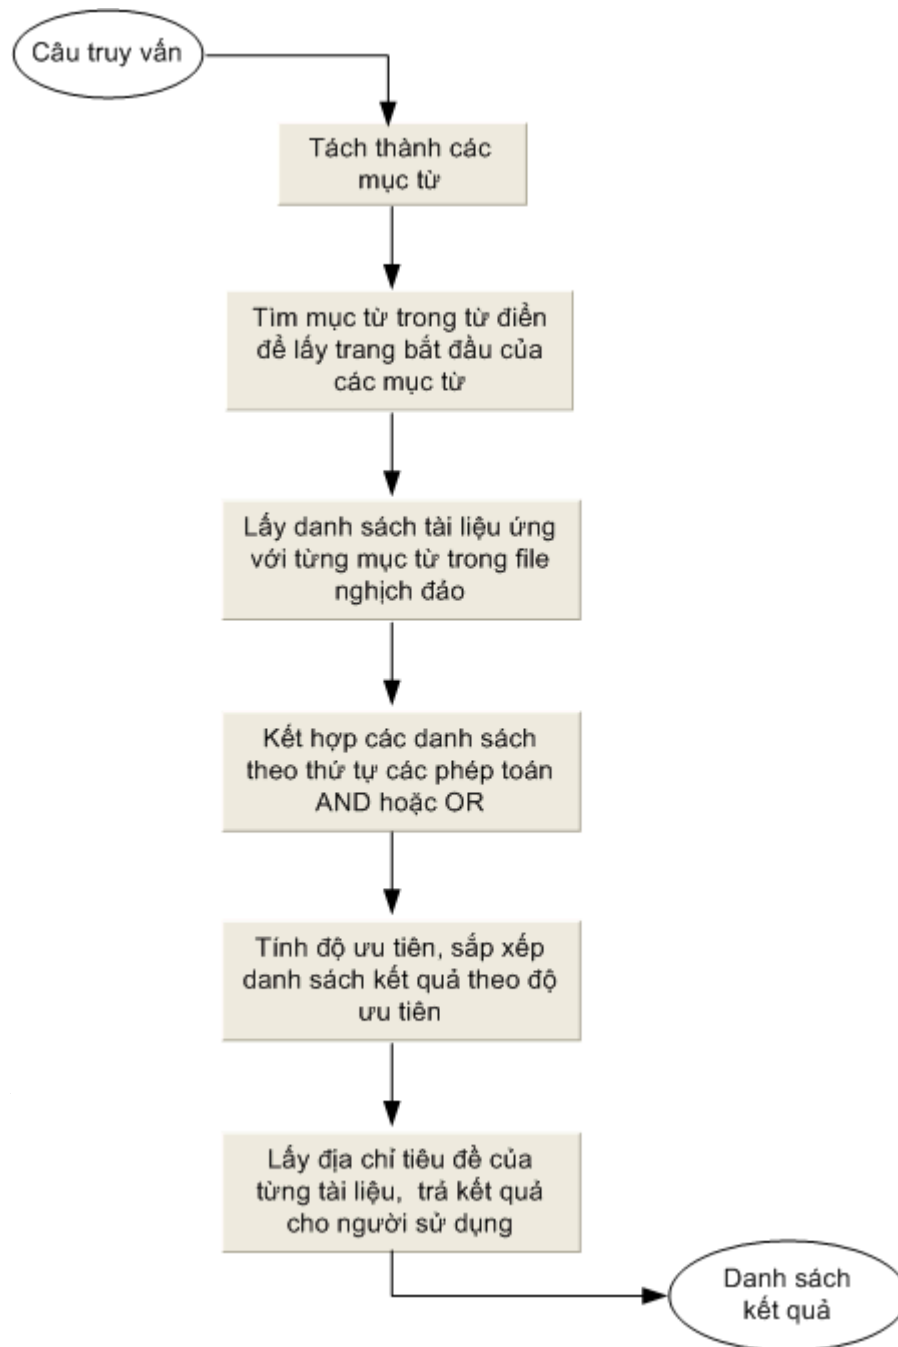 Câu truy vấn
Tách thành các
mục từ
Tìm mục từ trong từ điển
để lấy trang bắt đầu của
các mục từ
Lấy danh sách tài liệu ứng
với từng mục từ trong file
nghịch đảo
Kết hợp các danh sách
theo thứ tự các phép toán
AND hoặc OR
Tính độ ưu tiên, sắp xếp
danh sách kết quả theo độ
ưu tiên
Lấy địa chỉ tiêu đề của
từng tài liệu, trả kết quả
cho người sử dụng
Danh sách
kết quả